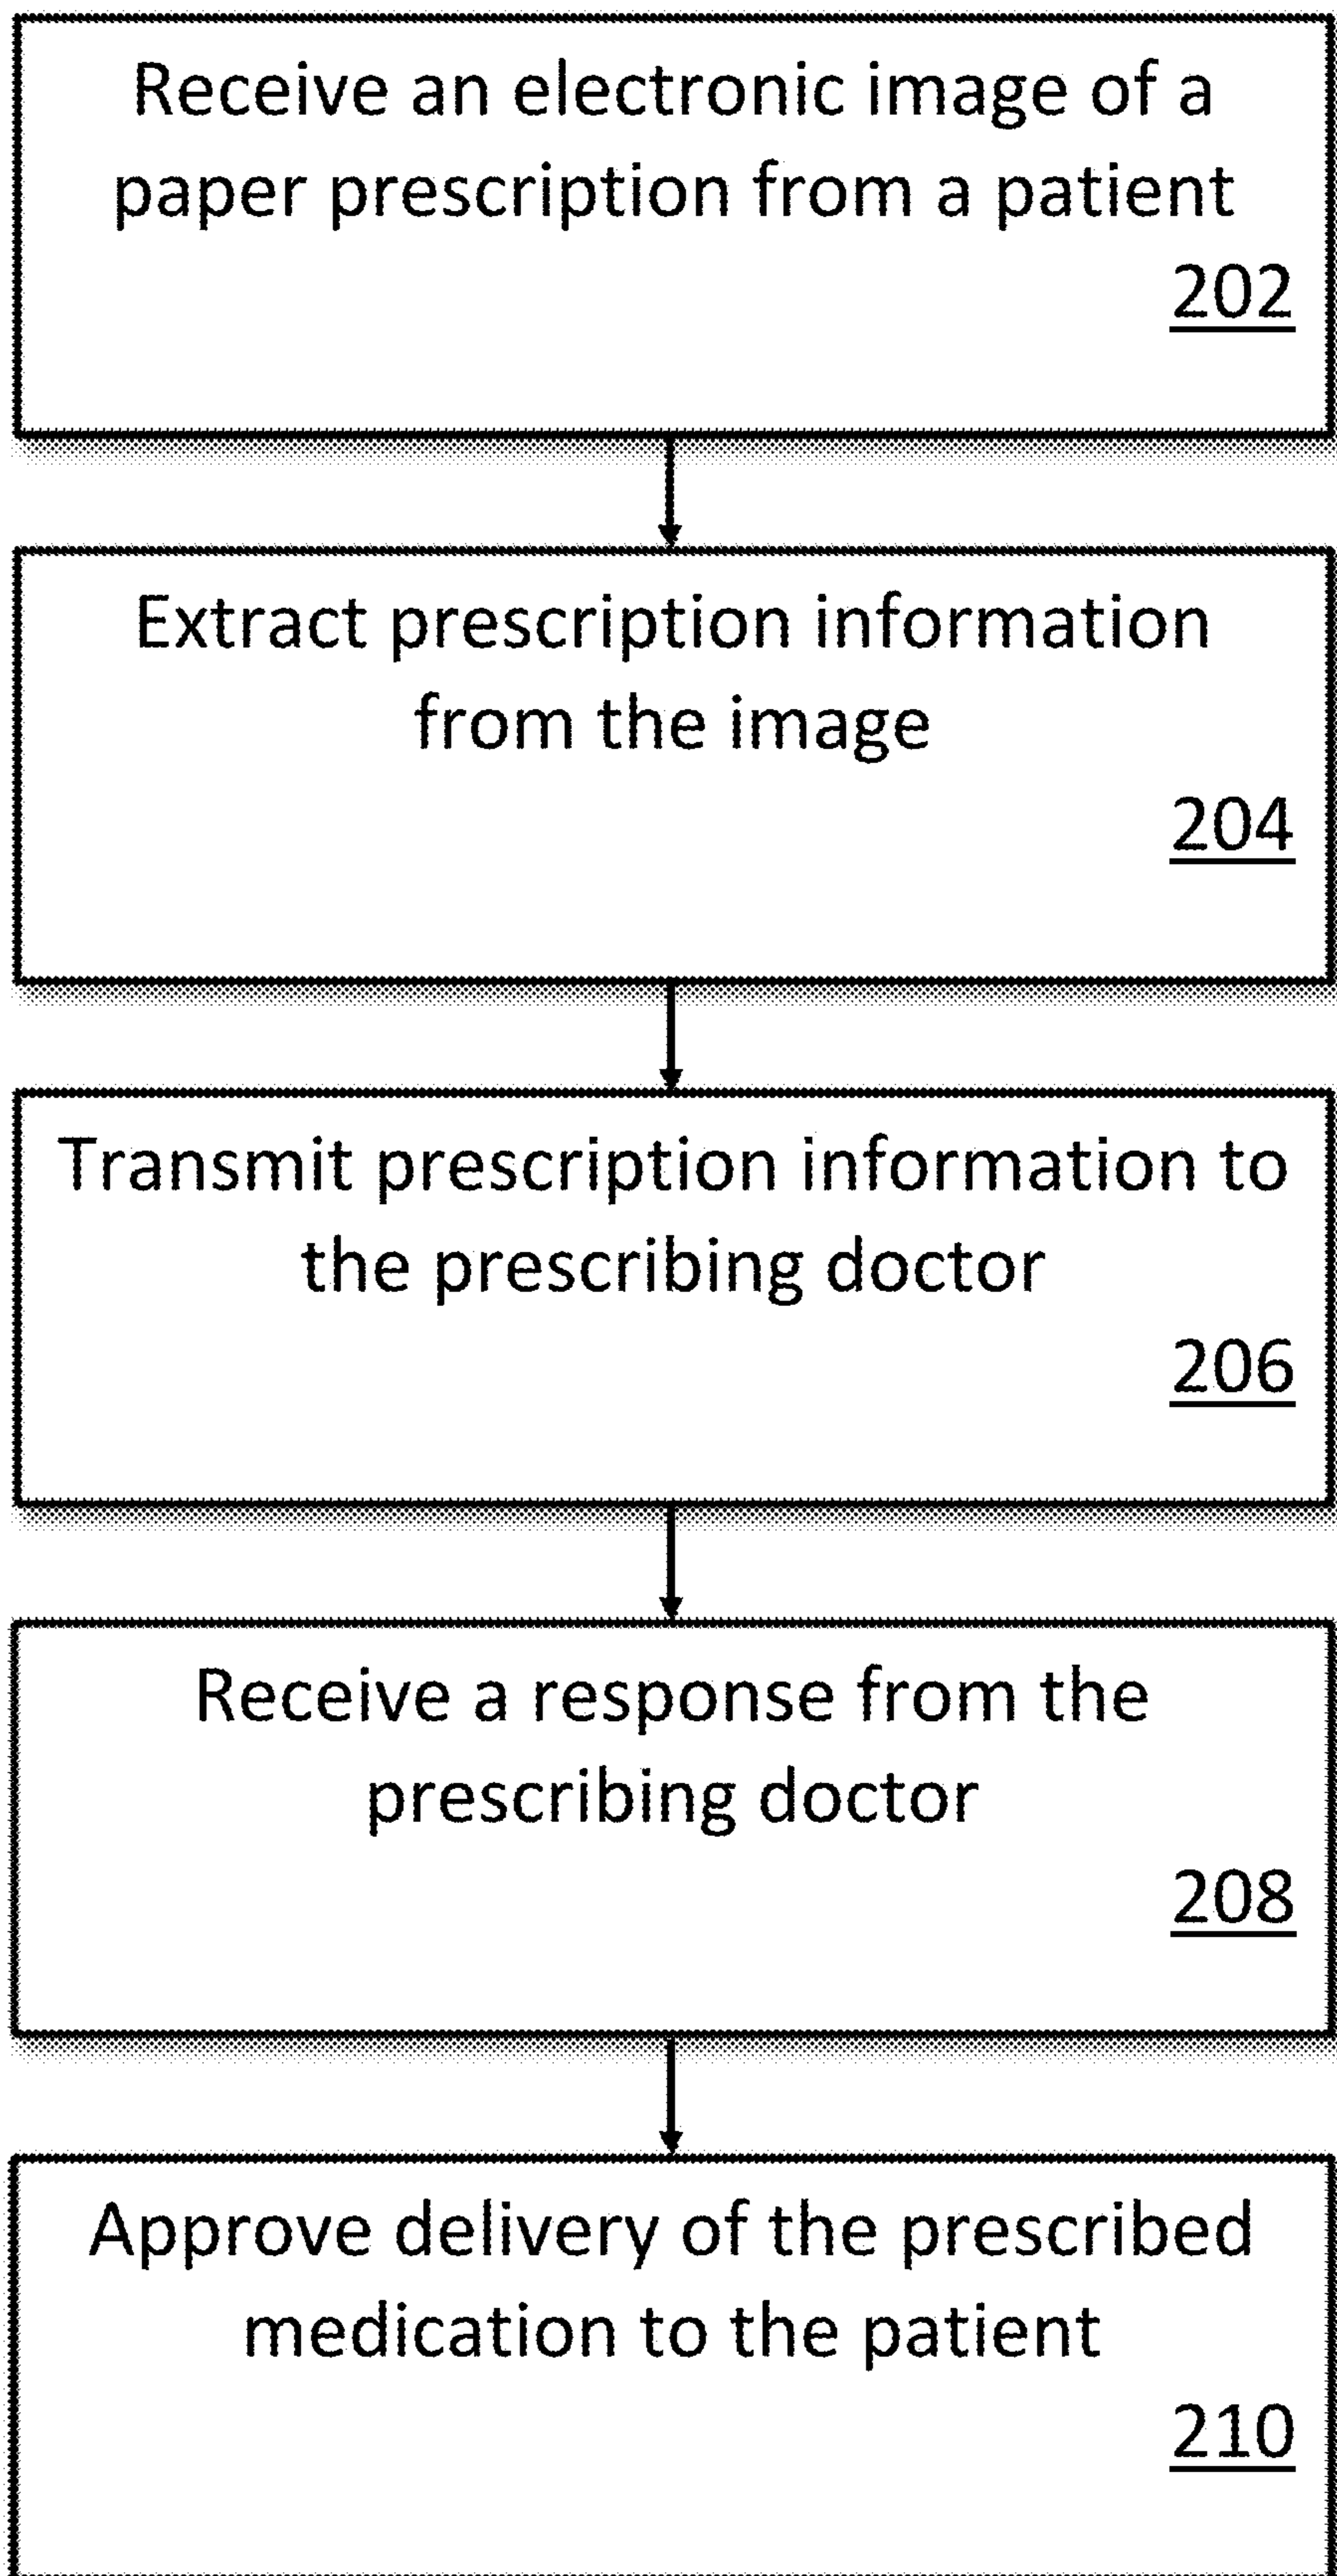 Receive an electronic image of a
paper prescription from a patient
202
Extract prescription information
from the image
204
Transmit prescription information to
the prescribing doctor
206
Receive a response from the
prescribing doctor
208
Approve delivery of the prescribed
medication to the patient
210